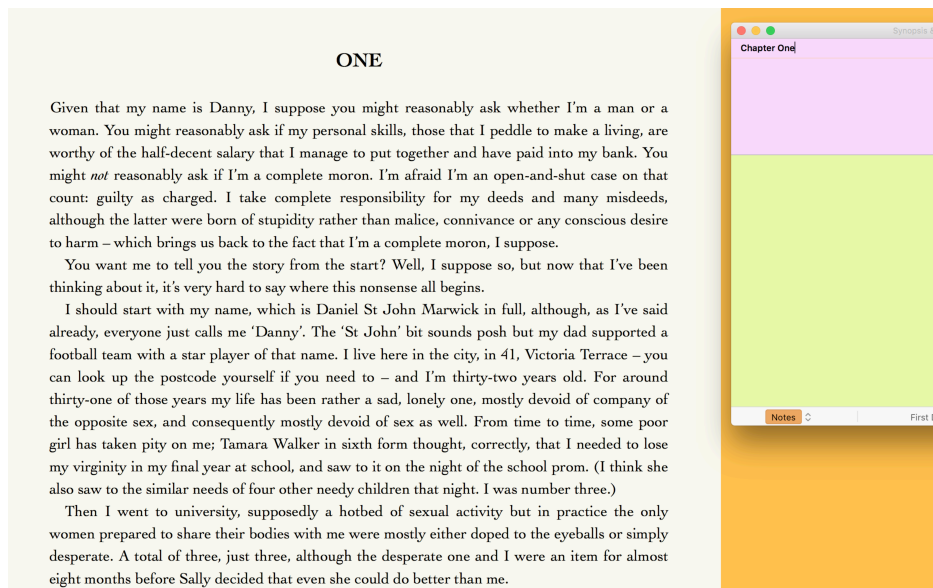 ONE
Given that my name is Danny, I suppose you might reasonably ask whether I’m a man or a
woman. You might reasonably ask if my personal skills, those that I peddle to make a living, are
worthy of the half-decent salary that I manage to put together and have paid into my bank. You
might not reasonably ask if I’m a complete moron. I’m afraid I’m an open-and-shut case on that
count: guilty as charged. I take complete responsibility for my deeds and many misdeeds,
although the latter were born of stupidity rather than malice, connivance or any conscious desire
to harm – which brings us back to the fact that I’m a complete moron, I suppose.
You want me to tell you the story from the start? Well, I suppose so, but now that I’ve been
thinking about it, it’s very hard to say where this nonsense all begins.
I should start with my name, which is Daniel St John Marwick in full, although, as I’ve said
already, everyone just calls me ‘Danny’. The ‘St John’ bit sounds posh but my dad supported a
football team with a star player of that name. I live here in the city, in 41, Victoria Terrace – you
can look up the postcode yourself if you need to – and I’m thirty-two years old. For around
thirty-one of those years my life has been rather a sad, lonely one, mostly devoid of company of
the opposite sex, and consequently mostly devoid of sex as well. From time to time, some poor
girl has taken pity on me; Tamara Walker in sixth form thought, correctly, that I needed to lose
my virginity in my final year at school, and saw to it on the night of the school prom. (I think she
also saw to the similar needs of four other needy children that night. I was number three.)
Then I went to university, supposedly a hotbed of sexual activity but in practice the only
women prepared to share their bodies with me were mostly either doped to the eyeballs or simply
desperate. A total of three, just three, although the desperate one and I were an item for almost
eight months before Sally decided that even she could do better than me.
Synopsis &
Chapter One
Notes
First